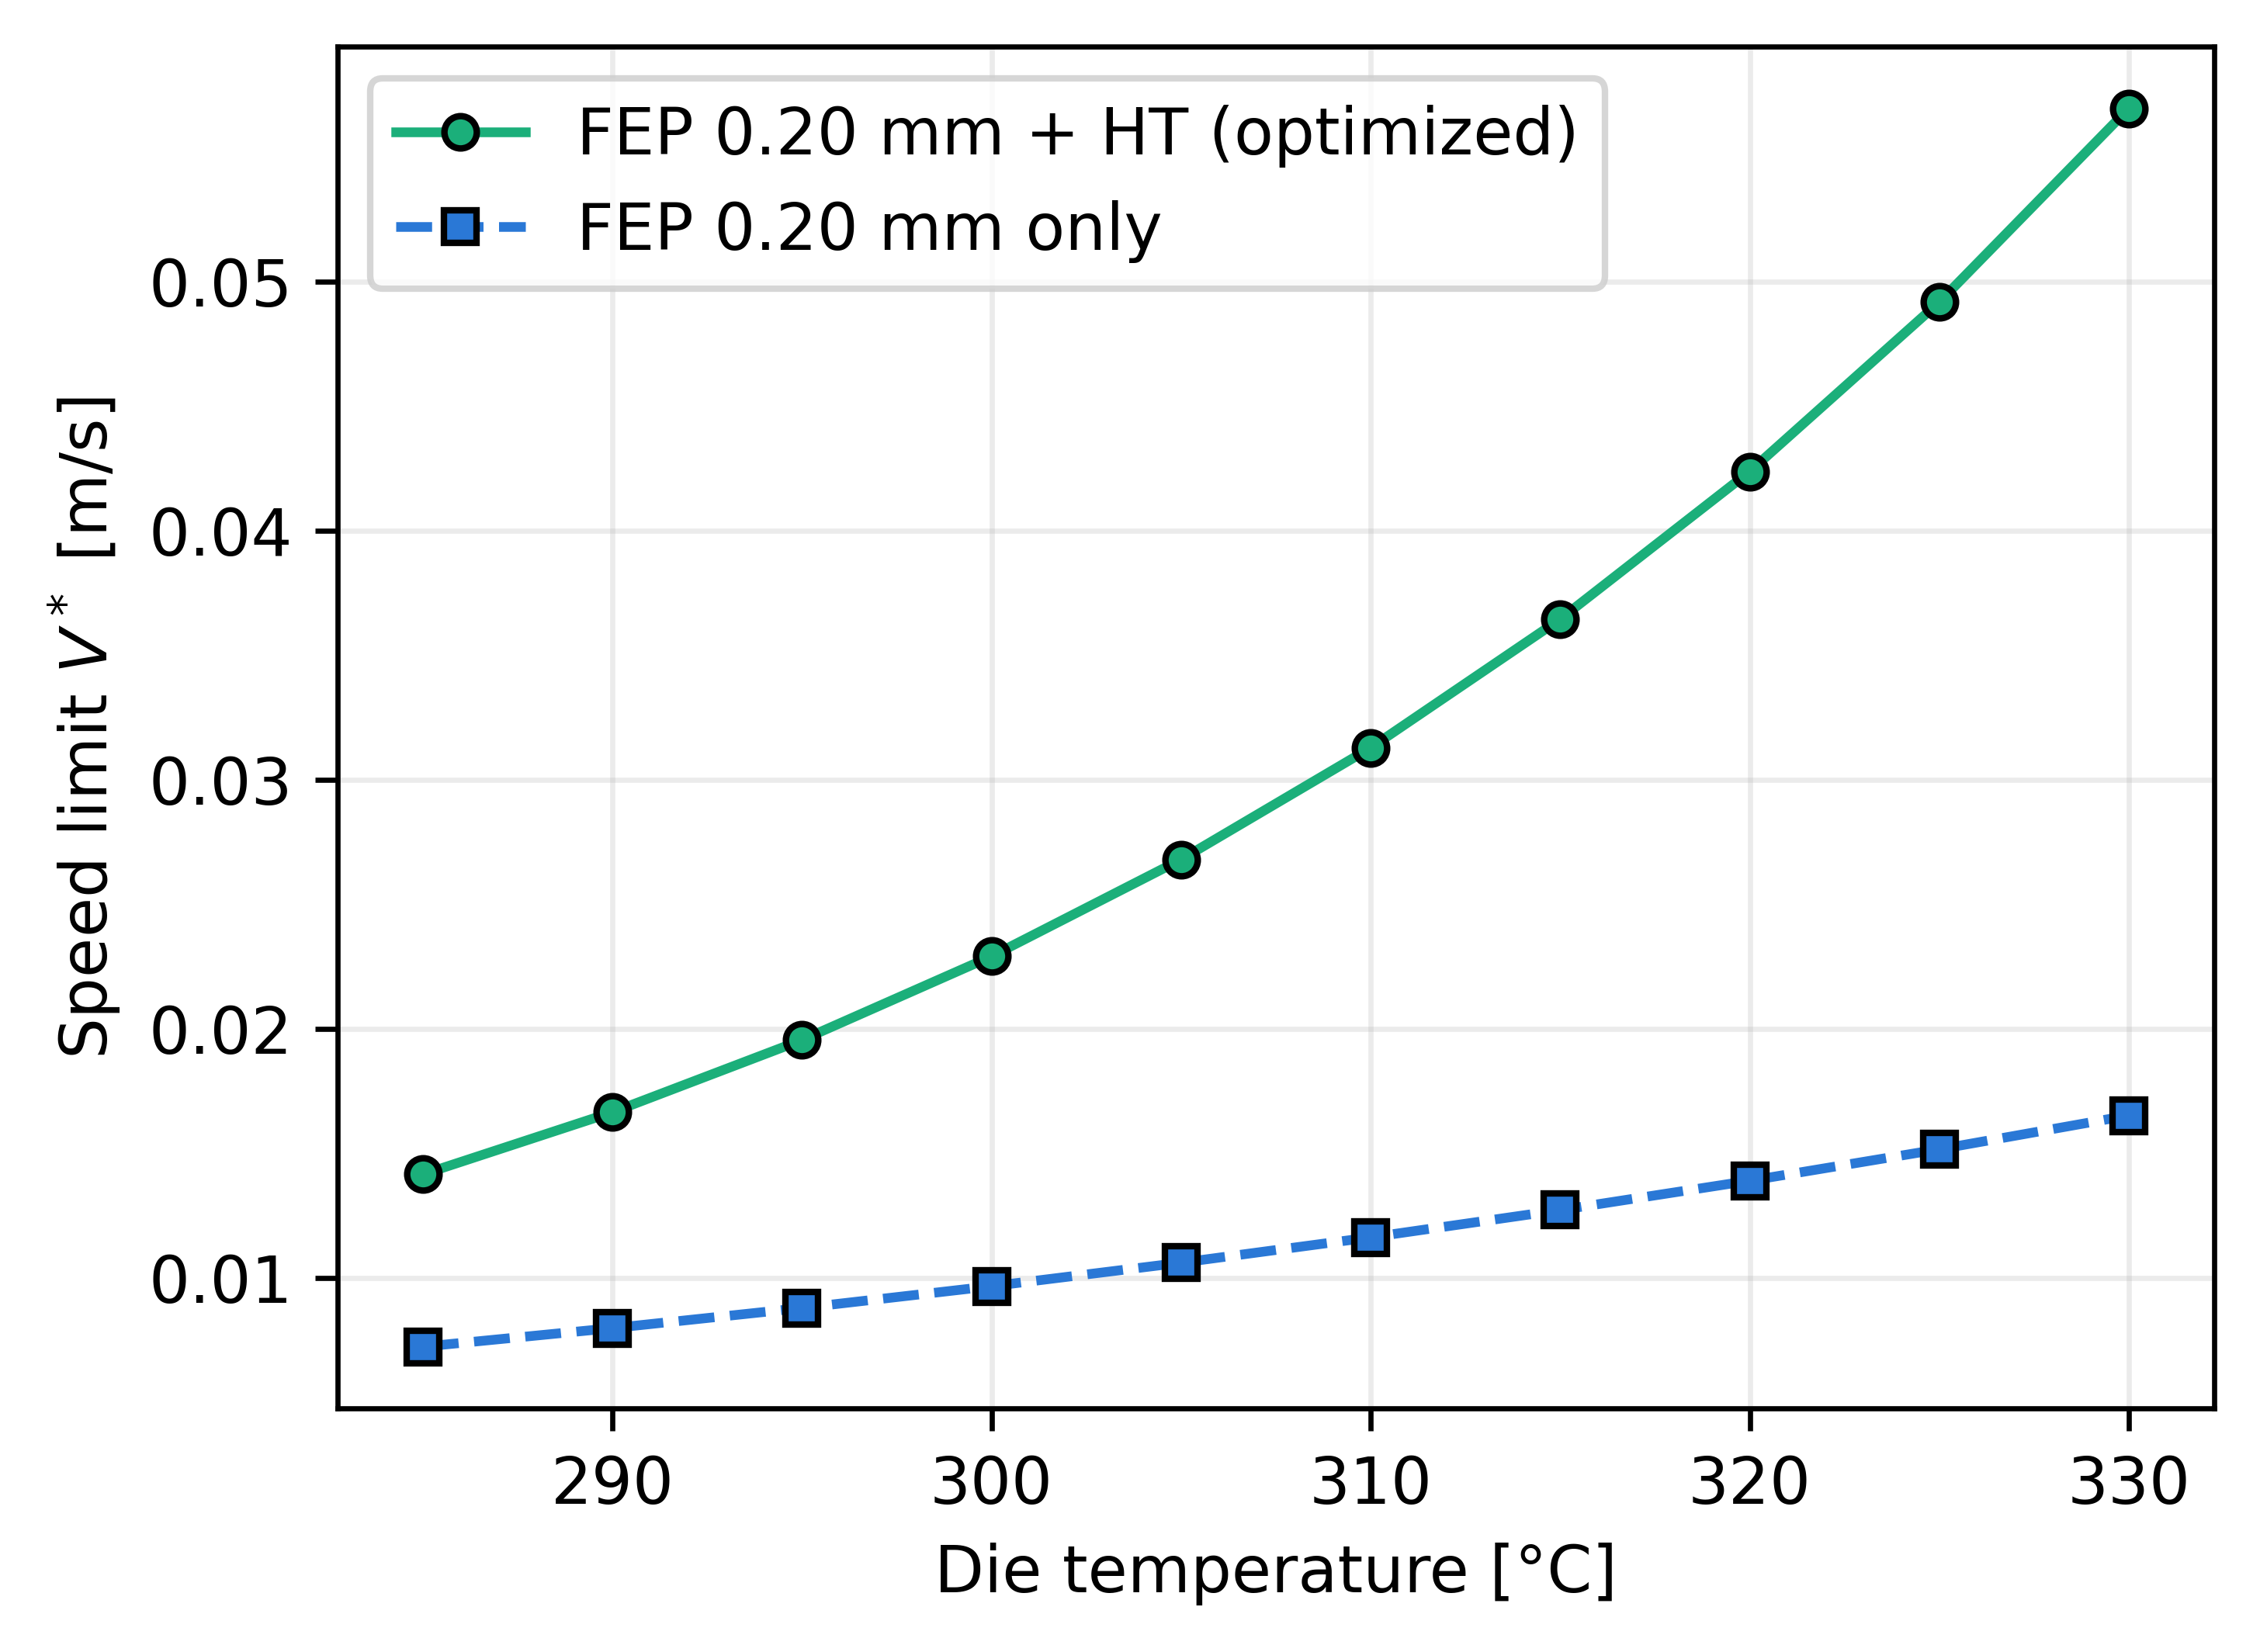 FEP 0.20 mm + HT (optimized)
FEP 0.20 mm only
Speed limit V* [m/s]
0.05
0.04
0.03
0.02
0.01
290 300 310 320 330
Die temperature [°C]